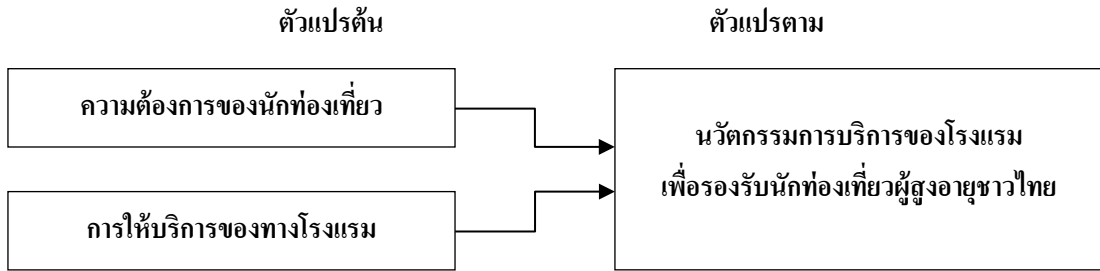 ตัวแปรต้น
ตัวแปรตาม
ความต้องการของนักท่องเที่ยว
นวัตกรรมการบริการของโรงแรม
เพื่อรองรับนักท่องเที่ยวผู้สูงอายุชาวไทย
การให้บริการของทางโรงแรม